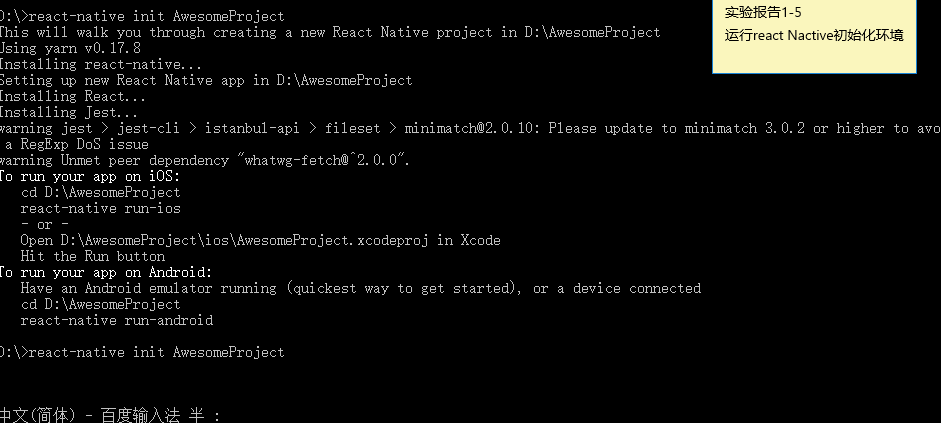 D:\>react-native init AwesomeProject
This will walk you through creating a new React Native project in D:\AwesomeProject
Using yarn v0.17.8
Installing react-native...
Setting up new React Native app in D:\AwesomeProject
Installing React...
Installing Jest...
warning jest > jest-cli > istanbul-api > fileset > minimatch@2.0.10: Please update to minimatch 3.0.2 or higher to avo
a RegExp DoS issue
warning Unmet peer dependency "whatwg-fetch@^2.0.0".
To run your app on iOS:
cd D:\AwesomeProject
react-native run-ios
- or -
Open D:\AwesomeProject\ios\AwesomeProject.xcodeproj in Xcode
Hit the Run button
To run your app on Android:
Have an Android emulator running (quickest way to get started), or a device connected
cd D:\AwesomeProject
react-native run-android
D:\>react-native init AwesomeProject
中文(简体) - 百度输入法 半 :
实验报告1-5
运行react Nactive初始化环境